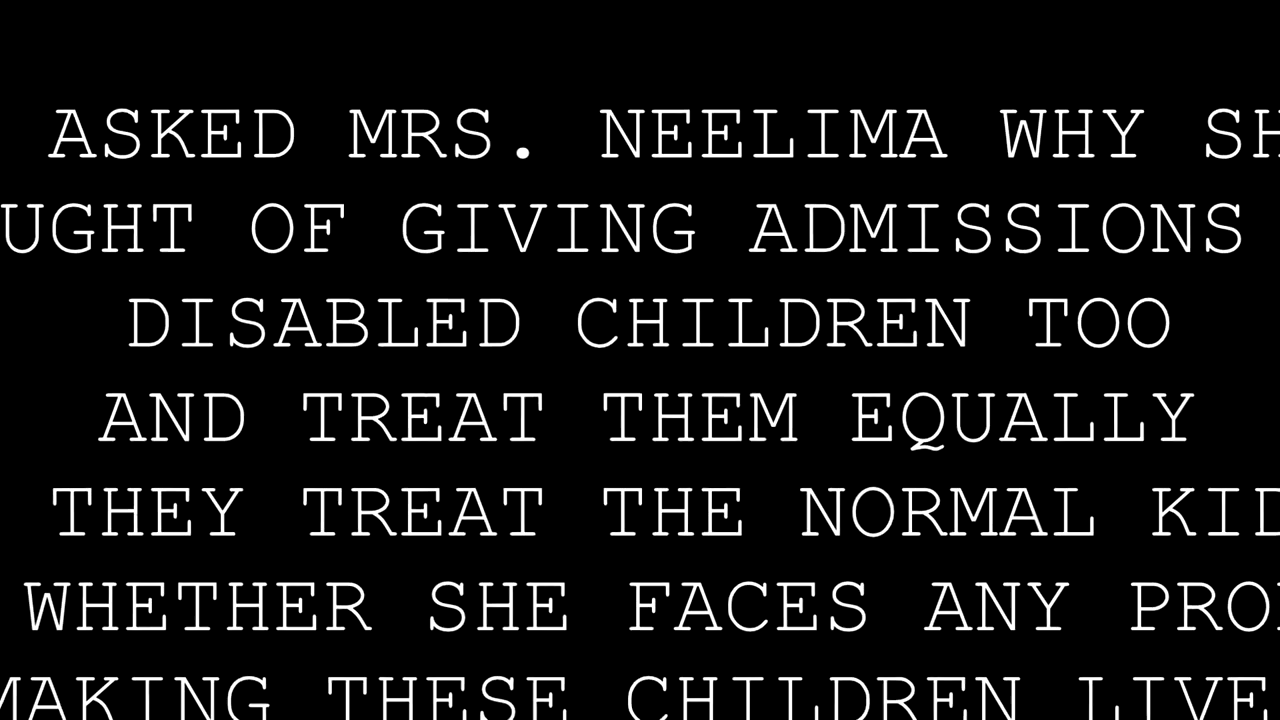 ASKED MRS. NEELIMA WHY SH
UGHT OF GIVING ADMISSIONS
DISABLED CHILDREN TOO
AND TREAT THEM EQUALLY
THEY TREAT THE NORMAL KID
WHETHER SHE FACES ANY PRO
MAKING THESE CHILDREN LIVE